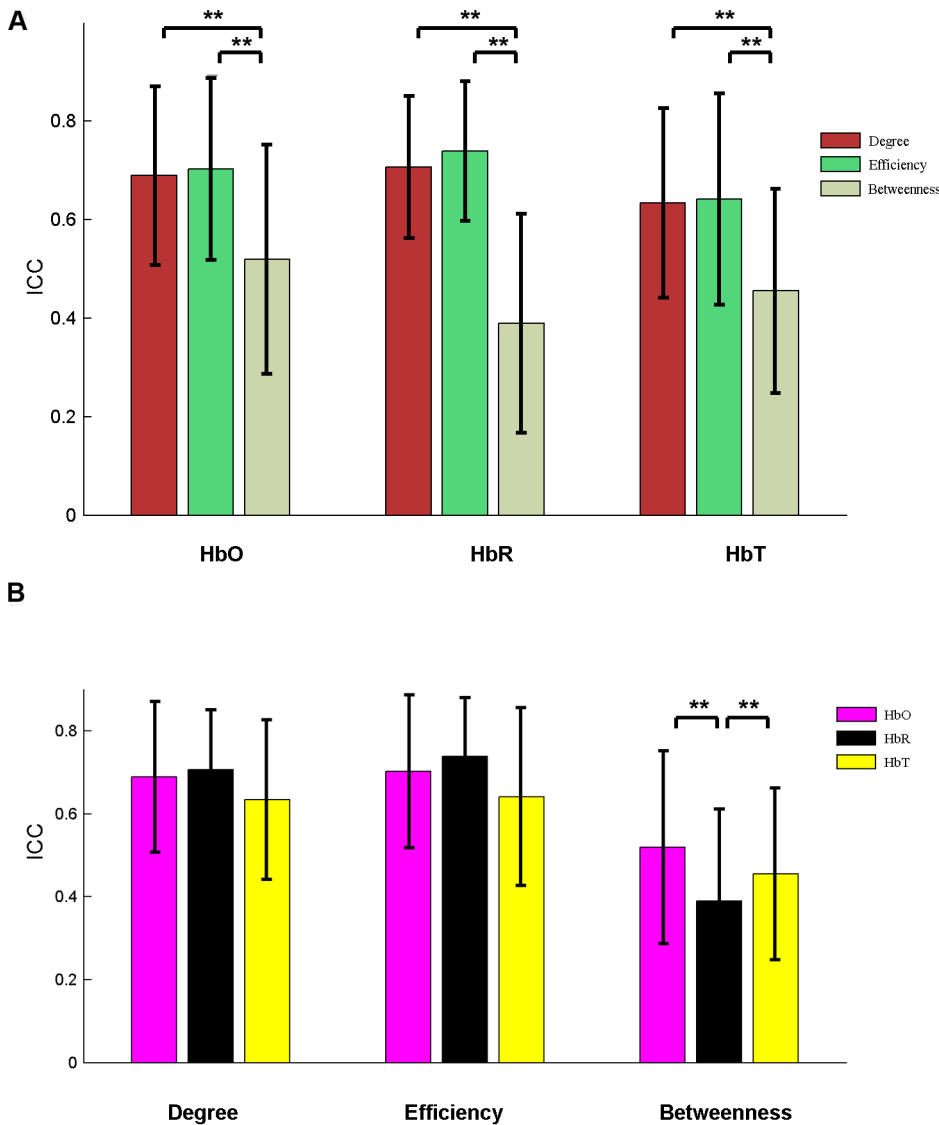 A
** ** **
** ** **
0.8
Degree
Efficiency
0.6
Betweenness
ICC
0.4
0.2
0
HbO HbR HbT
B
** **
HbO
0.8
HbR
HbT
0.6
ICC
0.4
0.2
0
Degree Efficiency Betweenness